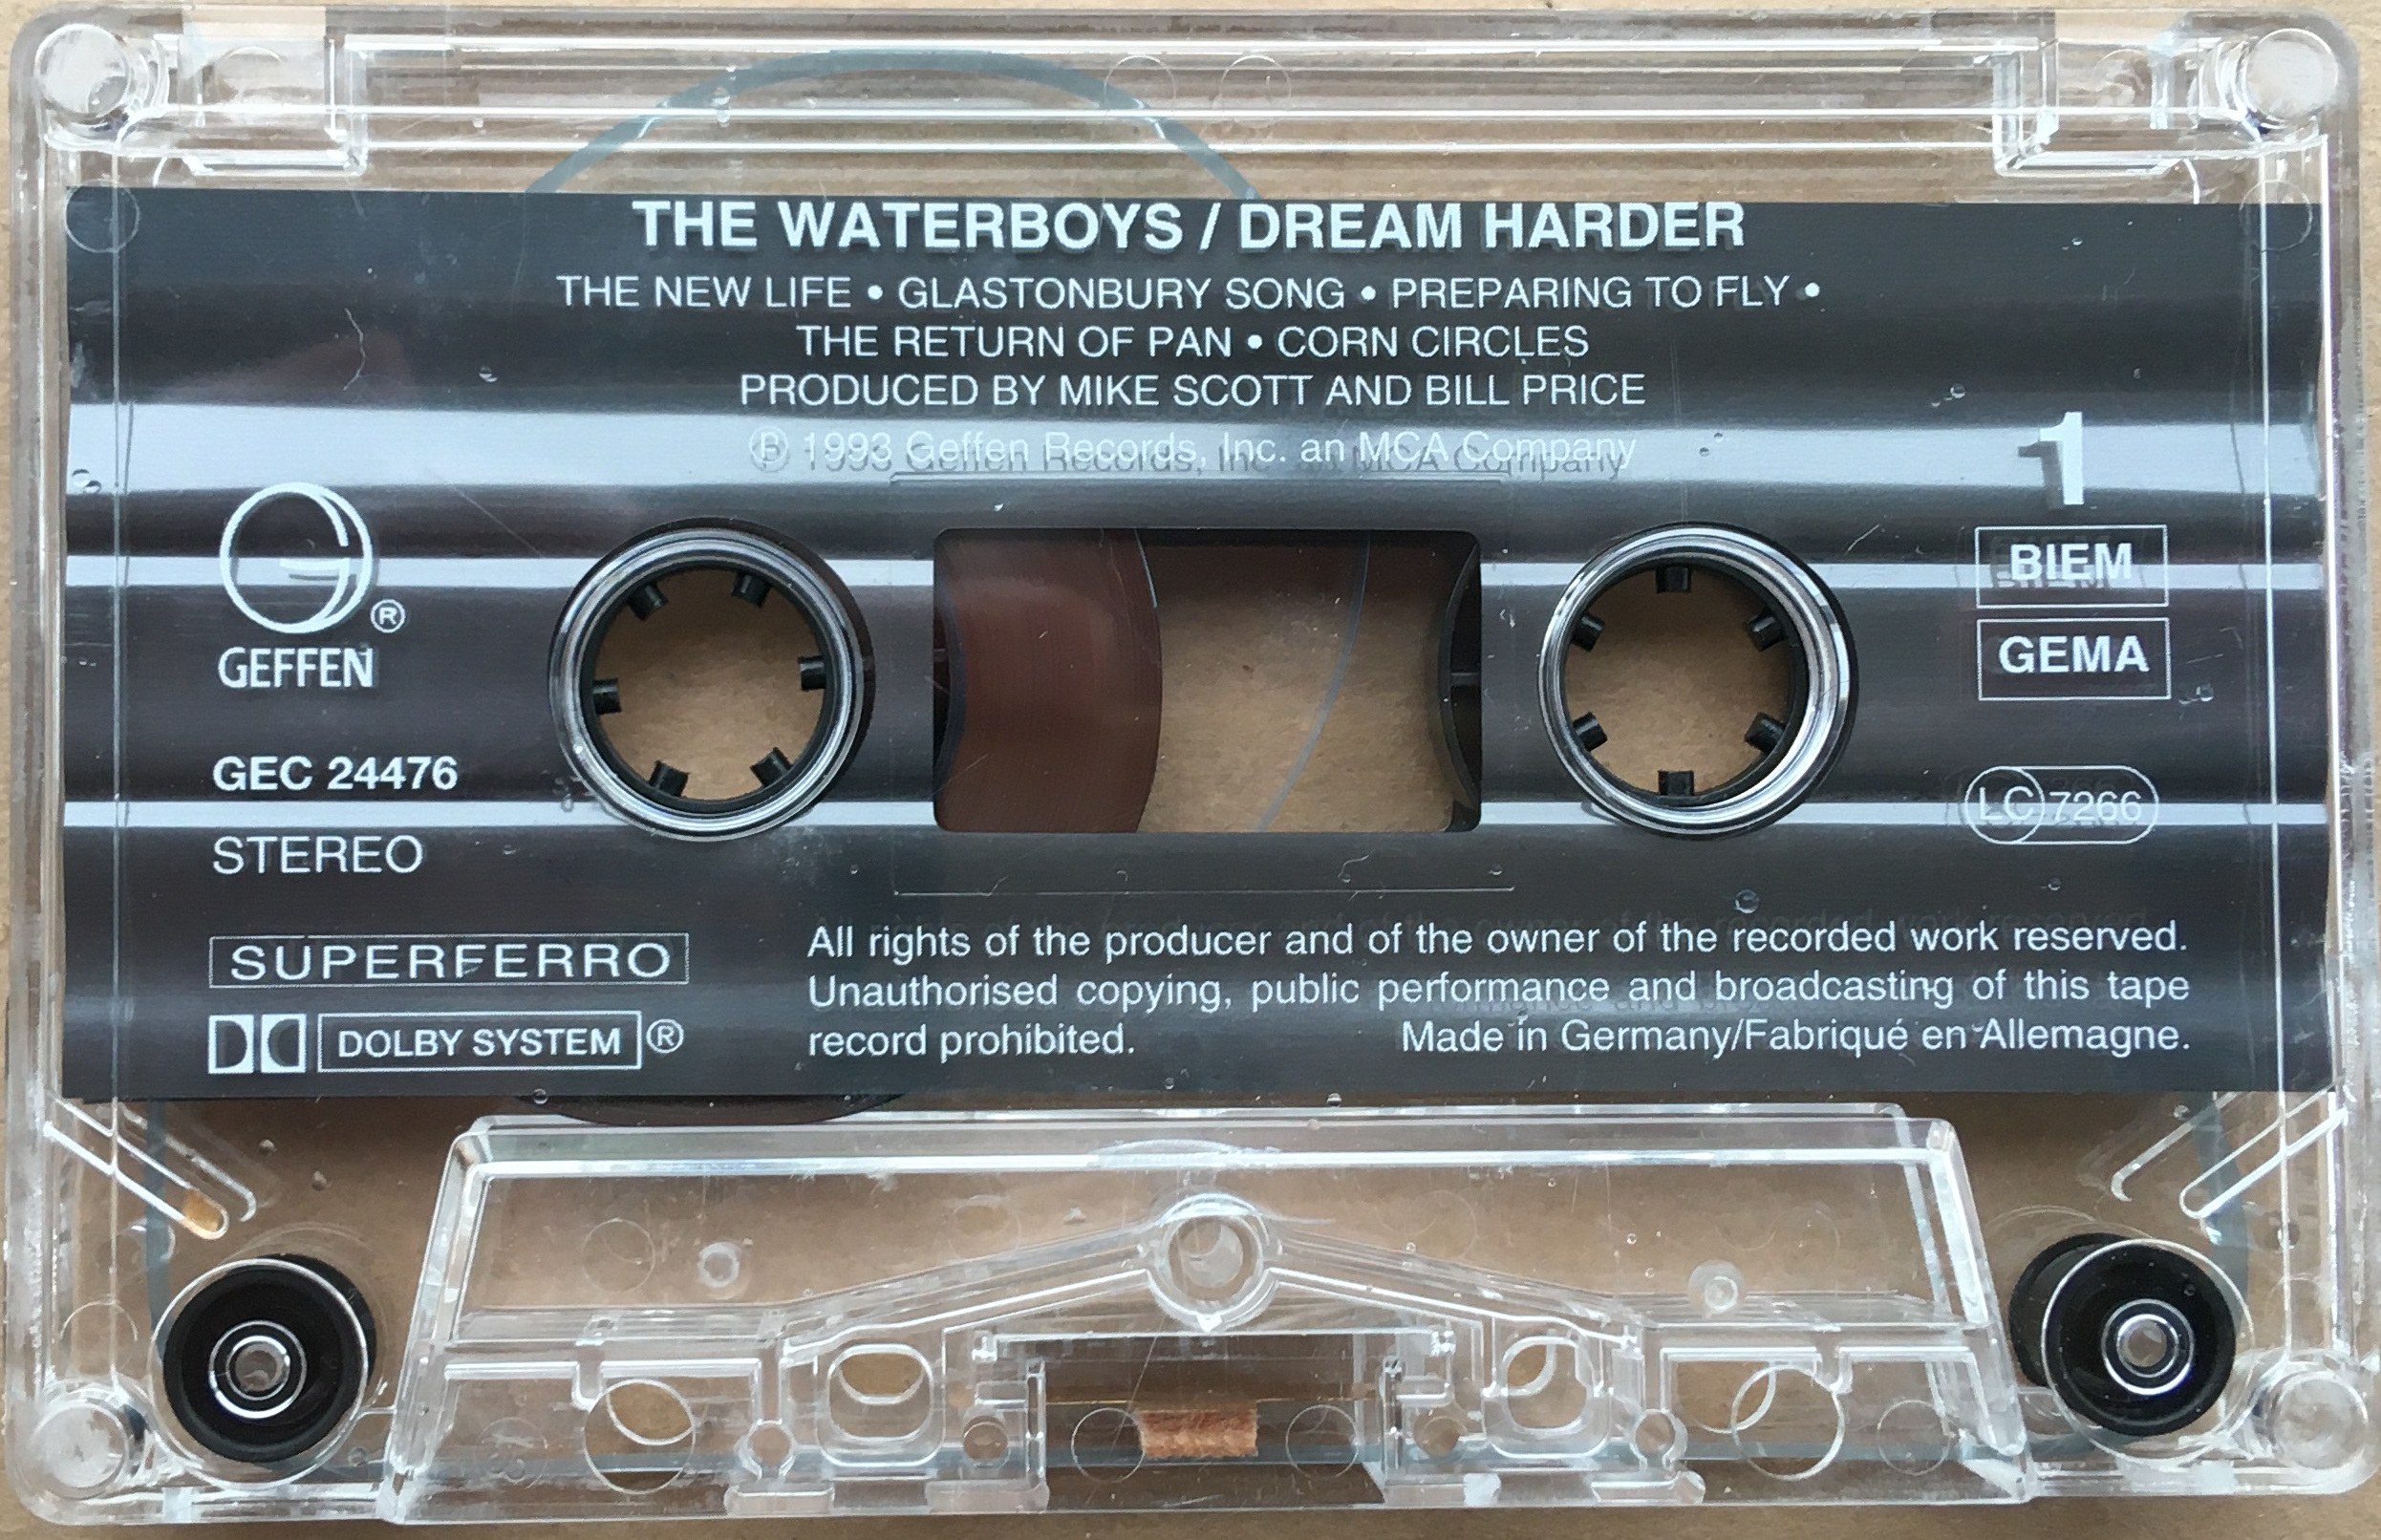 THE WATERBOYS / DREAM HARDER
THE NEW LIFE • GLASTONBURY SONG • PREPARING TO FLY •
THE RETURN OF PAN • CORN CIRCLES
PRODUCED BY MIKE SCOTT AND BILL PRICE
℗ 1993 Geffen Records, Inc. an MCA Company
1
BIEM
GEMA
G ®
GEFFEN
GEC 24476
LC 7266
STEREO
SUPERFERRO
DOLBY SYSTEM ®
All rights of the producer and of the owner of the recorded work reserved.
Unauthorised copying, public performance and broadcasting of this tape
record prohibited. Made in Germany/Fabriqué en Allemagne.